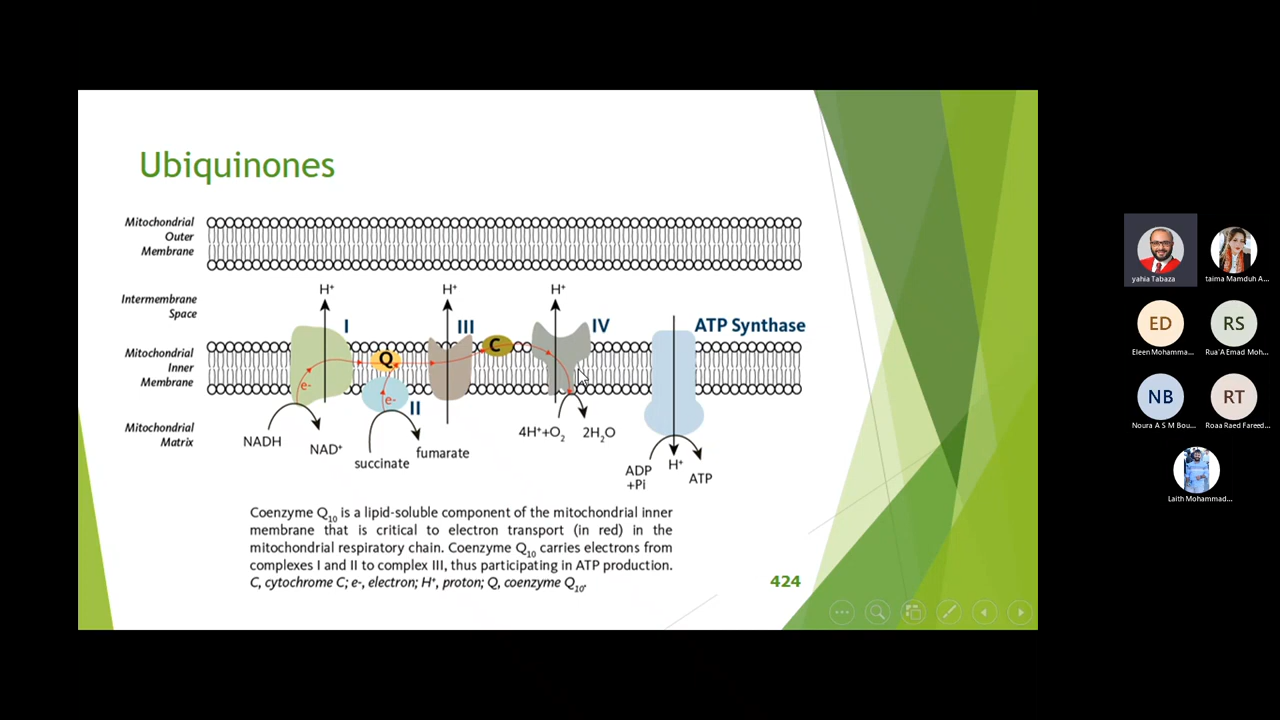 Ubiquinones
Mitochondrial
Outer
Membrane
Intermembrane
Space
H⁺
H⁺
H⁺
I
III
C
IV
ATP Synthase
Mitochondrial
Inner
Membrane
Q
e-
e-
II
Mitochondrial
Matrix
NADH
NAD⁺
succinate
fumarate
4H⁺+O₂
2H₂O
ADP
+Pi
H⁺
ATP
Coenzyme Q₁₀ is a lipid-soluble component of the mitochondrial inner
membrane that is critical to electron transport (in red) in the
mitochondrial respiratory chain. Coenzyme Q₁₀ carries electrons from
complexes I and II to complex III, thus participating in ATP production.
C, cytochrome C; e-, electron; H⁺, proton; Q, coenzyme Q₁₀.
424
yahia Tabaza
taima Mamduh A...
ED
Eleen Mohamma...
RS
Rua'A Emad Moh...
NB
Noura A S M Bou...
RT
Roaa Raed Fareed...
Laith Mohammad...